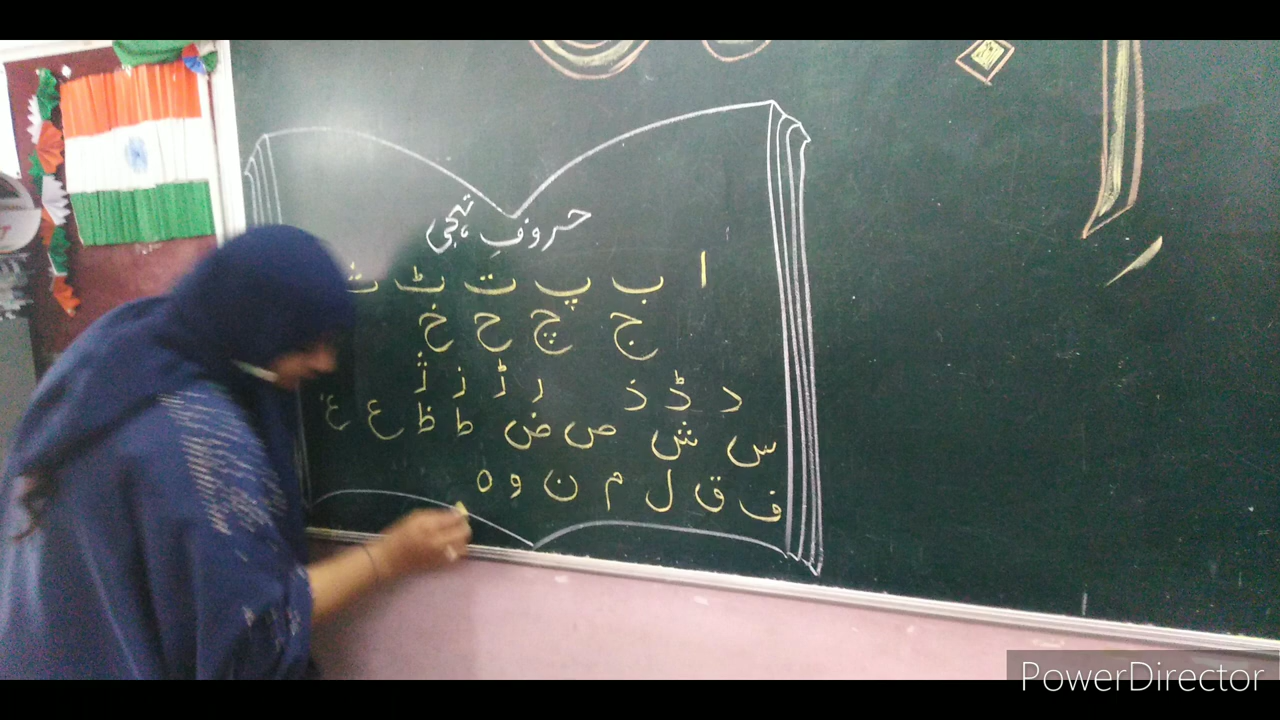 حروفِ تہجی
ا ب پ ت ٹ ث
ج چ ح خ
د ڈ ذ ر ڑ ز ژ
س ش ص ض ط ظ ع غ
ف ق ل م ن و ہ
PowerDirector